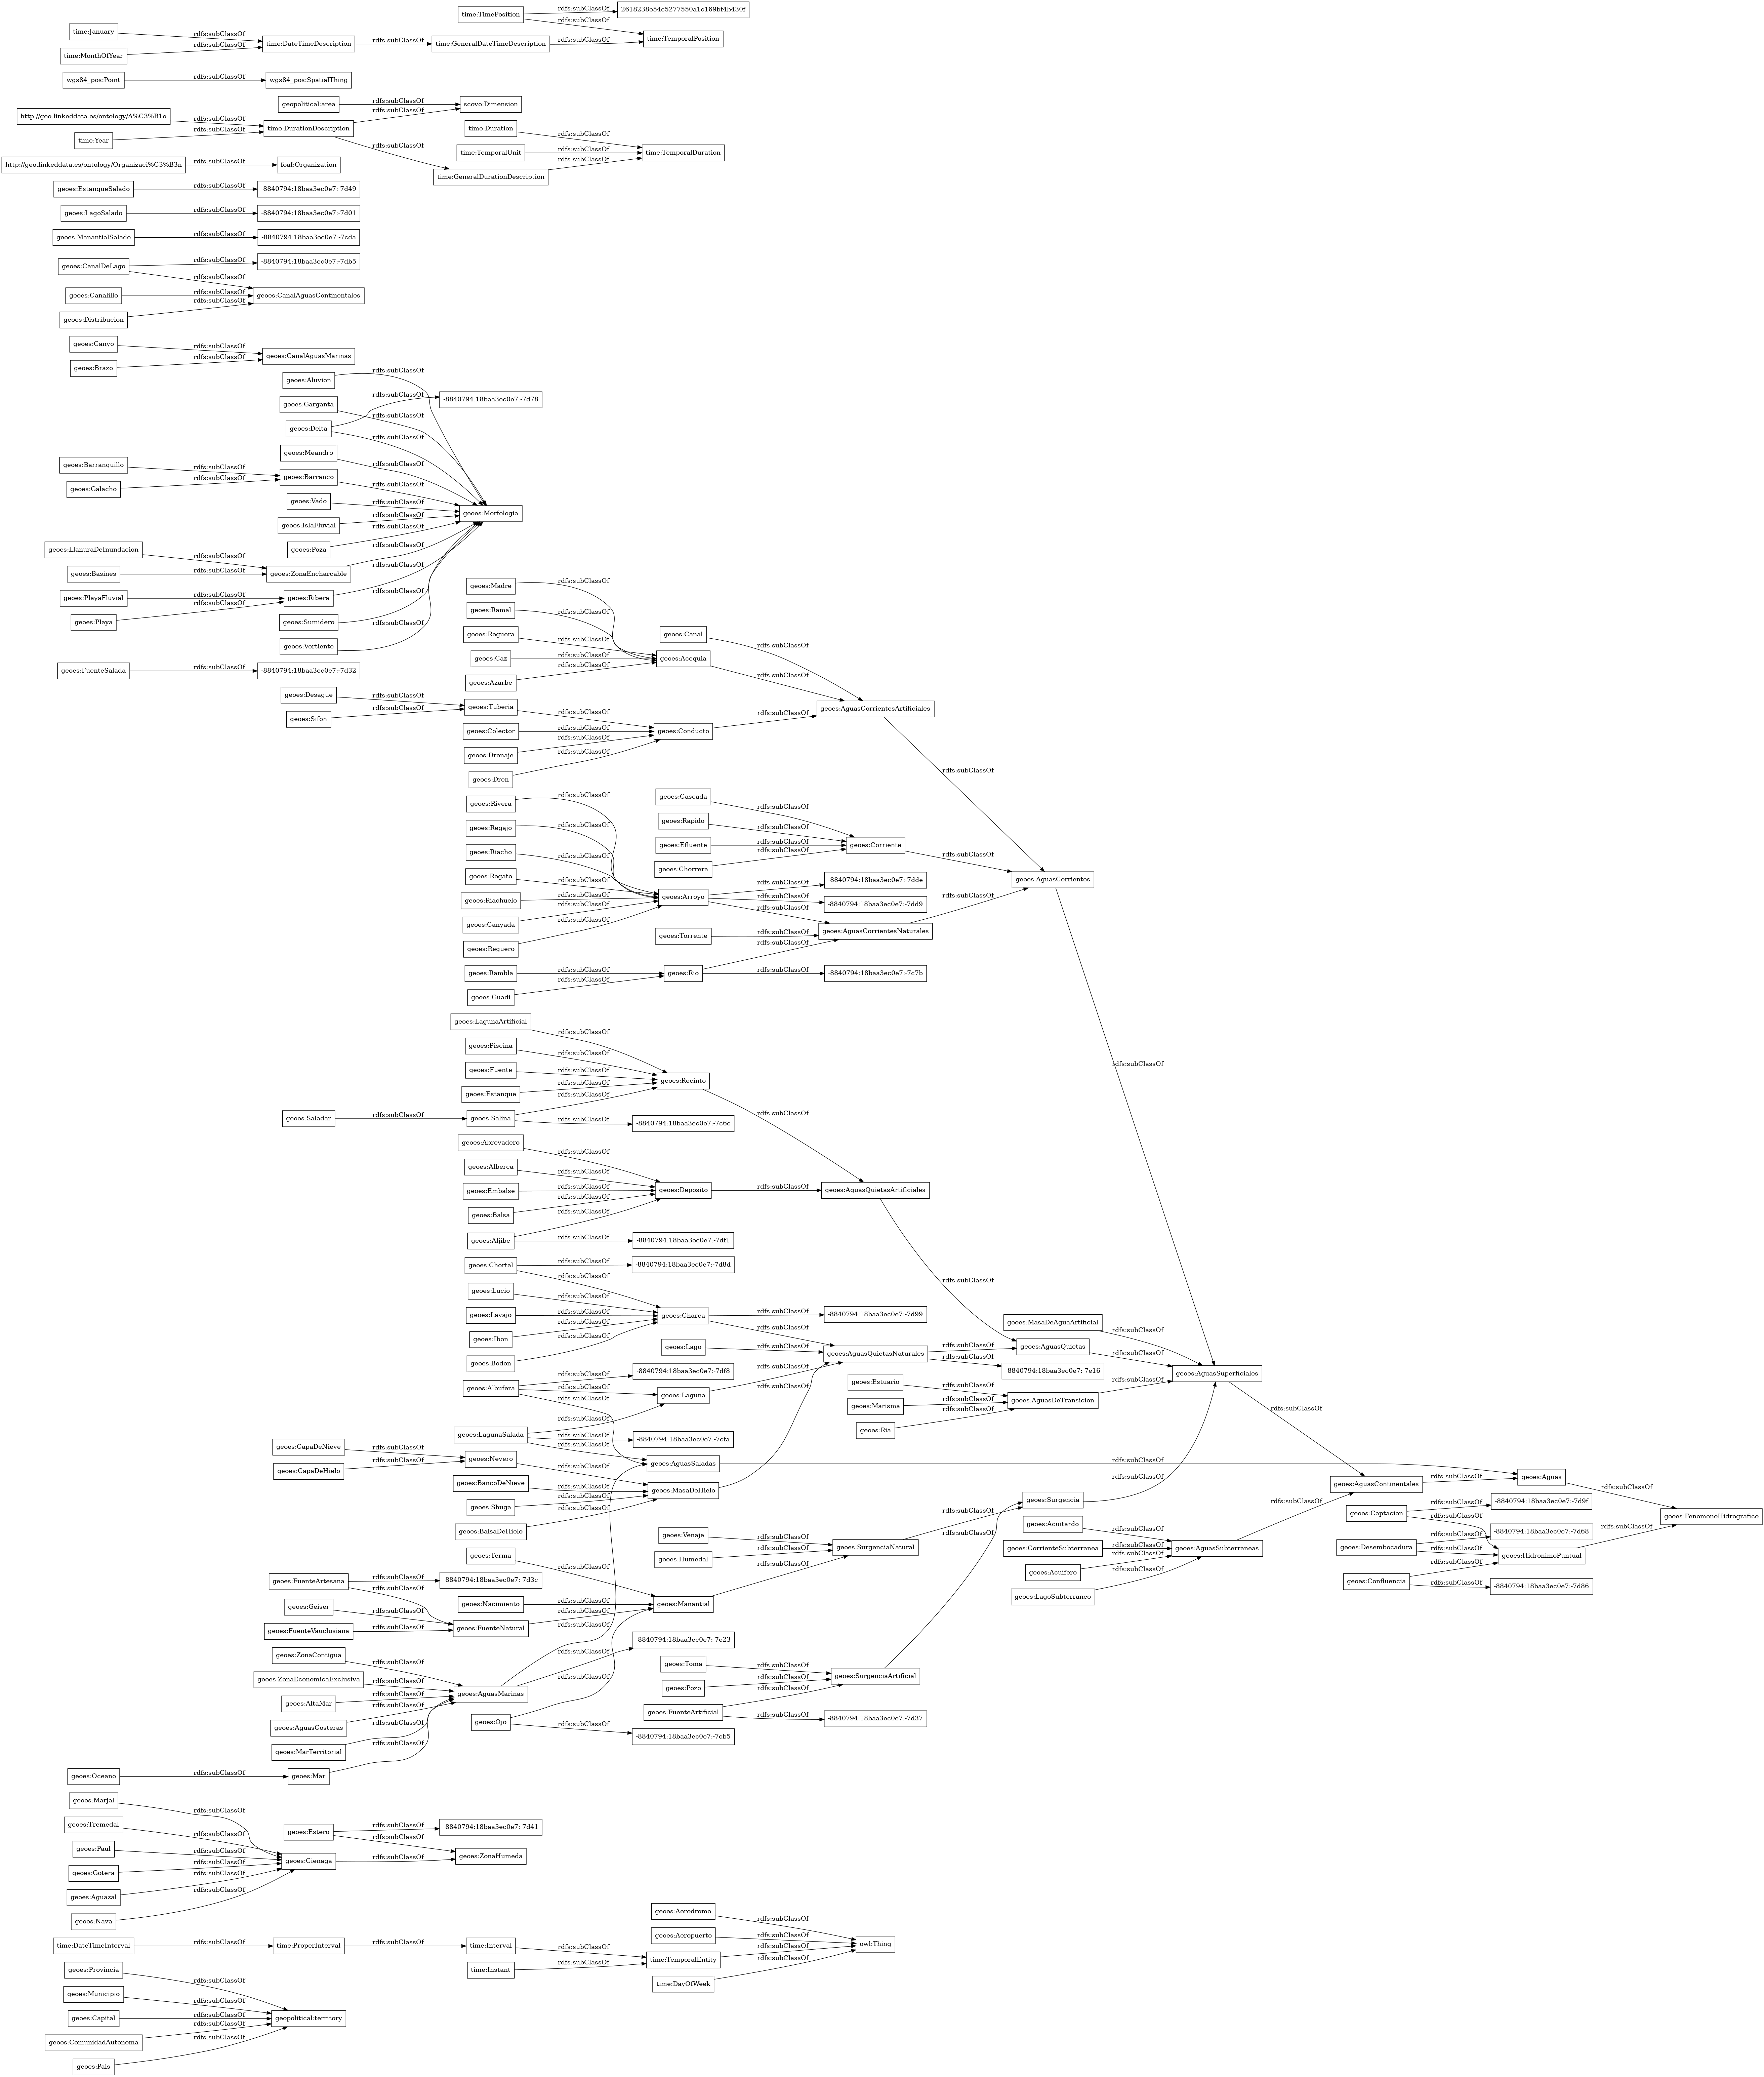 time:TimePosition
rdfs:subClassOf
2618238e54c5277550a1c169bf4b430f
rdfs:subClassOf
time:TemporalPosition
time:January
rdfs:subClassOf
time:MonthOfYear
rdfs:subClassOf
time:DateTimeDescription
rdfs:subClassOf
time:GeneralDateTimeDescription
rdfs:subClassOf
wgs84_pos:Point
rdfs:subClassOf
wgs84_pos:SpatialThing
geopolitical:area
rdfs:subClassOf
scovo:Dimension
rdfs:subClassOf
http://geo.linkeddata.es/ontology/A%C3%B1o
rdfs:subClassOf
time:Year
rdfs:subClassOf
time:DurationDescription
rdfs:subClassOf
time:Duration
rdfs:subClassOf
time:TemporalUnit
rdfs:subClassOf
time:TemporalDuration
time:GeneralDurationDescription
rdfs:subClassOf
http://geo.linkeddata.es/ontology/Organizaci%C3%B3n
rdfs:subClassOf
foaf:Organization
geoes:EstanqueSalado
rdfs:subClassOf
-8840794:18baa3ec0e7:-7d49
geoes:LagoSalado
rdfs:subClassOf
-8840794:18baa3ec0e7:-7d01
geoes:ManantialSalado
rdfs:subClassOf
-8840794:18baa3ec0e7:-7cda
geoes:CanalDeLago
rdfs:subClassOf
-8840794:18baa3ec0e7:-7db5
rdfs:subClassOf
geoes:Canalillo
rdfs:subClassOf
geoes:CanalAguasContinentales
geoes:Distribucion
rdfs:subClassOf
geoes:Canyo
rdfs:subClassOf
geoes:CanalAguasMarinas
geoes:Brazo
rdfs:subClassOf
geoes:Aluvion
rdfs:subClassOf
geoes:Garganta
rdfs:subClassOf
-8840794:18baa3ec0e7:-7d78
geoes:Delta
rdfs:subClassOf
rdfs:subClassOf
geoes:Meandro
rdfs:subClassOf
geoes:Barranquillo
rdfs:subClassOf
geoes:Galacho
rdfs:subClassOf
geoes:Barranco
rdfs:subClassOf
geoes:Vado
rdfs:subClassOf
geoes:Morfologia
geoes:IslaFluvial
rdfs:subClassOf
geoes:Poza
rdfs:subClassOf
geoes:LlanuraDeInundacion
rdfs:subClassOf
geoes:Basines
rdfs:subClassOf
geoes:ZonaEncharcable
rdfs:subClassOf
geoes:PlayaFluvial
rdfs:subClassOf
geoes:Playa
rdfs:subClassOf
geoes:Ribera
rdfs:subClassOf
geoes:Sumidero
rdfs:subClassOf
geoes:Vertiente
geoes:FuenteSalada
rdfs:subClassOf
-8840794:18baa3ec0e7:-7d32
geoes:Madre
rdfs:subClassOf
geoes:Ramal
rdfs:subClassOf
geoes:Reguera
rdfs:subClassOf
geoes:Caz
rdfs:subClassOf
geoes:Azarbe
rdfs:subClassOf
geoes:Canal
rdfs:subClassOf
geoes:Acequia
rdfs:subClassOf
geoes:AguasCorrientesArtificiales
rdfs:subClassOf
geoes:Desague
rdfs:subClassOf
geoes:Sifon
rdfs:subClassOf
geoes:Tuberia
rdfs:subClassOf
geoes:Colector
rdfs:subClassOf
geoes:Drenaje
rdfs:subClassOf
geoes:Dren
rdfs:subClassOf
geoes:Conducto
rdfs:subClassOf
geoes:Rivera
rdfs:subClassOf
geoes:Regajo
rdfs:subClassOf
geoes:Riacho
rdfs:subClassOf
geoes:Regato
rdfs:subClassOf
geoes:Riachuelo
rdfs:subClassOf
geoes:Canyada
rdfs:subClassOf
geoes:Reguero
rdfs:subClassOf
geoes:Cascada
rdfs:subClassOf
geoes:Rapido
rdfs:subClassOf
geoes:Efluente
rdfs:subClassOf
geoes:Chorrera
rdfs:subClassOf
geoes:Corriente
rdfs:subClassOf
geoes:AguasCorrientes
rdfs:subClassOf
geoes:Arroyo
rdfs:subClassOf
-8840794:18baa3ec0e7:-7dde
rdfs:subClassOf
-8840794:18baa3ec0e7:-7dd9
rdfs:subClassOf
geoes:Torrente
rdfs:subClassOf
geoes:AguasCorrientesNaturales
rdfs:subClassOf
rdfs:subClassOf
geoes:Rambla
rdfs:subClassOf
geoes:Guadi
rdfs:subClassOf
geoes:Rio
rdfs:subClassOf
-8840794:18baa3ec0e7:-7c7b
geoes:LagunaArtificial
rdfs:subClassOf
geoes:Piscina
rdfs:subClassOf
geoes:Fuente
rdfs:subClassOf
geoes:Estanque
rdfs:subClassOf
geoes:Recinto
rdfs:subClassOf
rdfs:subClassOf
geoes:Saladar
rdfs:subClassOf
geoes:Salina
rdfs:subClassOf
-8840794:18baa3ec0e7:-7c6c
geoes:Abrevadero
rdfs:subClassOf
geoes:Alberca
rdfs:subClassOf
geoes:Embalse
rdfs:subClassOf
geoes:Balsa
rdfs:subClassOf
geoes:Deposito
rdfs:subClassOf
geoes:AguasQuietasArtificiales
rdfs:subClassOf
rdfs:subClassOf
geoes:Aljibe
rdfs:subClassOf
-8840794:18baa3ec0e7:-7df1
geoes:Chortal
rdfs:subClassOf
-8840794:18baa3ec0e7:-7d8d
rdfs:subClassOf
geoes:Lucio
rdfs:subClassOf
geoes:Lavajo
rdfs:subClassOf
geoes:Ibon
rdfs:subClassOf
geoes:Bodon
rdfs:subClassOf
geoes:Charca
rdfs:subClassOf
-8840794:18baa3ec0e7:-7d99
rdfs:subClassOf
geoes:Lago
rdfs:subClassOf
geoes:AguasQuietasNaturales
rdfs:subClassOf
geoes:AguasQuietas
rdfs:subClassOf
rdfs:subClassOf
-8840794:18baa3ec0e7:-7e16
geoes:MasaDeAguaArtificial
rdfs:subClassOf
geoes:AguasSuperficiales
rdfs:subClassOf
geoes:Albufera
rdfs:subClassOf
-8840794:18baa3ec0e7:-7df8
rdfs:subClassOf
rdfs:subClassOf
geoes:Laguna
rdfs:subClassOf
rdfs:subClassOf
geoes:Estuario
rdfs:subClassOf
geoes:Marisma
rdfs:subClassOf
geoes:Ria
rdfs:subClassOf
geoes:AguasDeTransicion
rdfs:subClassOf
geoes:LagunaSalada
rdfs:subClassOf
rdfs:subClassOf
-8840794:18baa3ec0e7:-7cfa
rdfs:subClassOf
geoes:AguasSaladas
rdfs:subClassOf
geoes:CapaDeNieve
rdfs:subClassOf
geoes:CapaDeHielo
rdfs:subClassOf
geoes:Nevero
rdfs:subClassOf
geoes:BancoDeNieve
rdfs:subClassOf
geoes:Shuga
rdfs:subClassOf
geoes:BalsaDeHielo
rdfs:subClassOf
geoes:MasaDeHielo
rdfs:subClassOf
geoes:Surgencia
geoes:AguasContinentales
rdfs:subClassOf
geoes:Aguas
rdfs:subClassOf
geoes:FenomenoHidrografico
geoes:Captacion
rdfs:subClassOf
-8840794:18baa3ec0e7:-7d9f
rdfs:subClassOf
geoes:Desembocadura
rdfs:subClassOf
-8840794:18baa3ec0e7:-7d68
rdfs:subClassOf
geoes:HidronimoPuntual
rdfs:subClassOf
geoes:Confluencia
rdfs:subClassOf
rdfs:subClassOf
-8840794:18baa3ec0e7:-7d86
geoes:Acuitardo
rdfs:subClassOf
geoes:CorrienteSubterranea
rdfs:subClassOf
geoes:Acuifero
rdfs:subClassOf
geoes:LagoSubterraneo
rdfs:subClassOf
geoes:AguasSubterraneas
rdfs:subClassOf
geoes:Venaje
rdfs:subClassOf
geoes:Humedal
rdfs:subClassOf
geoes:SurgenciaNatural
rdfs:subClassOf
rdfs:subClassOf
geoes:Terma
rdfs:subClassOf
geoes:FuenteArtesana
rdfs:subClassOf
-8840794:18baa3ec0e7:-7d3c
rdfs:subClassOf
geoes:Nacimiento
rdfs:subClassOf
geoes:Manantial
rdfs:subClassOf
geoes:Geiser
rdfs:subClassOf
geoes:FuenteVauclusiana
rdfs:subClassOf
geoes:FuenteNatural
rdfs:subClassOf
rdfs:subClassOf
-8840794:18baa3ec0e7:-7e23
geoes:ZonaContigua
rdfs:subClassOf
geoes:ZonaEconomicaExclusiva
rdfs:subClassOf
geoes:AltaMar
rdfs:subClassOf
geoes:AguasCosteras
rdfs:subClassOf
geoes:MarTerritorial
rdfs:subClassOf
geoes:AguasMarinas
rdfs:subClassOf
rdfs:subClassOf
geoes:Ojo
rdfs:subClassOf
-8840794:18baa3ec0e7:-7cb5
geoes:Toma
rdfs:subClassOf
geoes:Pozo
rdfs:subClassOf
geoes:SurgenciaArtificial
rdfs:subClassOf
geoes:FuenteArtificial
rdfs:subClassOf
rdfs:subClassOf
-8840794:18baa3ec0e7:-7d37
geoes:Oceano
rdfs:subClassOf
geoes:Mar
rdfs:subClassOf
geoes:Marjal
rdfs:subClassOf
geoes:Tremedal
rdfs:subClassOf
geoes:Paul
rdfs:subClassOf
geoes:Gotera
rdfs:subClassOf
geoes:Aguazal
rdfs:subClassOf
geoes:Nava
rdfs:subClassOf
geoes:Estero
rdfs:subClassOf
-8840794:18baa3ec0e7:-7d41
rdfs:subClassOf
geoes:Cienaga
rdfs:subClassOf
geoes:ZonaHumeda
geoes:Aerodromo
rdfs:subClassOf
geoes:Aeropuerto
rdfs:subClassOf
owl:Thing
time:DateTimeInterval
rdfs:subClassOf
time:ProperInterval
rdfs:subClassOf
time:Interval
rdfs:subClassOf
time:Instant
rdfs:subClassOf
time:TemporalEntity
rdfs:subClassOf
time:DayOfWeek
rdfs:subClassOf
geoes:Provincia
rdfs:subClassOf
geoes:Municipio
rdfs:subClassOf
geoes:Capital
rdfs:subClassOf
geopolitical:territory
geoes:ComunidadAutonoma
rdfs:subClassOf
geoes:Pais
rdfs:subClassOf